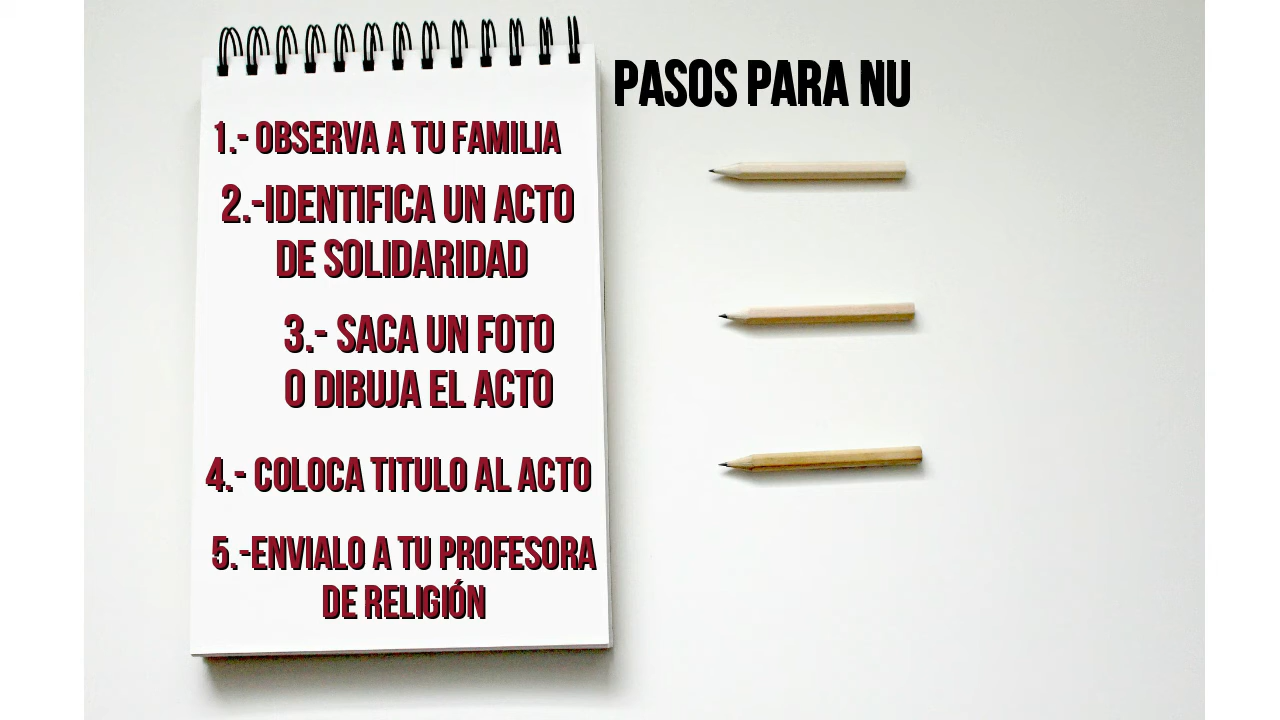 PASOS PARA NU
1.- OBSERVA A TU FAMILIA
2.-IDENTIFICA UN ACTO
DE SOLIDARIDAD
3.- SACA UN FOTO
O DIBUJA EL ACTO
4.- COLOCA TITULO AL ACTO
5.-ENVIALO A TU PROFESORA
DE RELIGIÓN